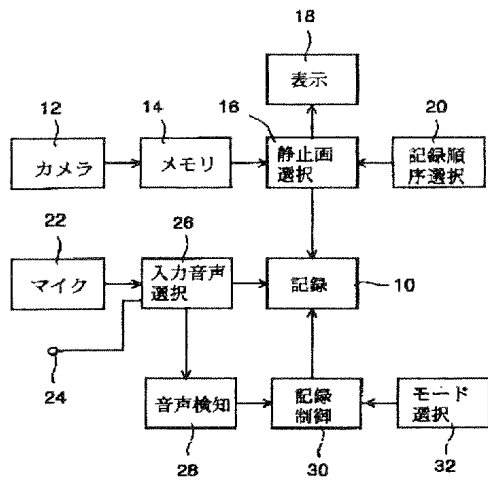 18
表示
12
14
16
20
カメラ
メモリ
静止画
選択
記録順
序選択
22
26
マイク
入力音声
選択
記録
10
24
音声検知
記録
制御
モード
選択
28
30
32